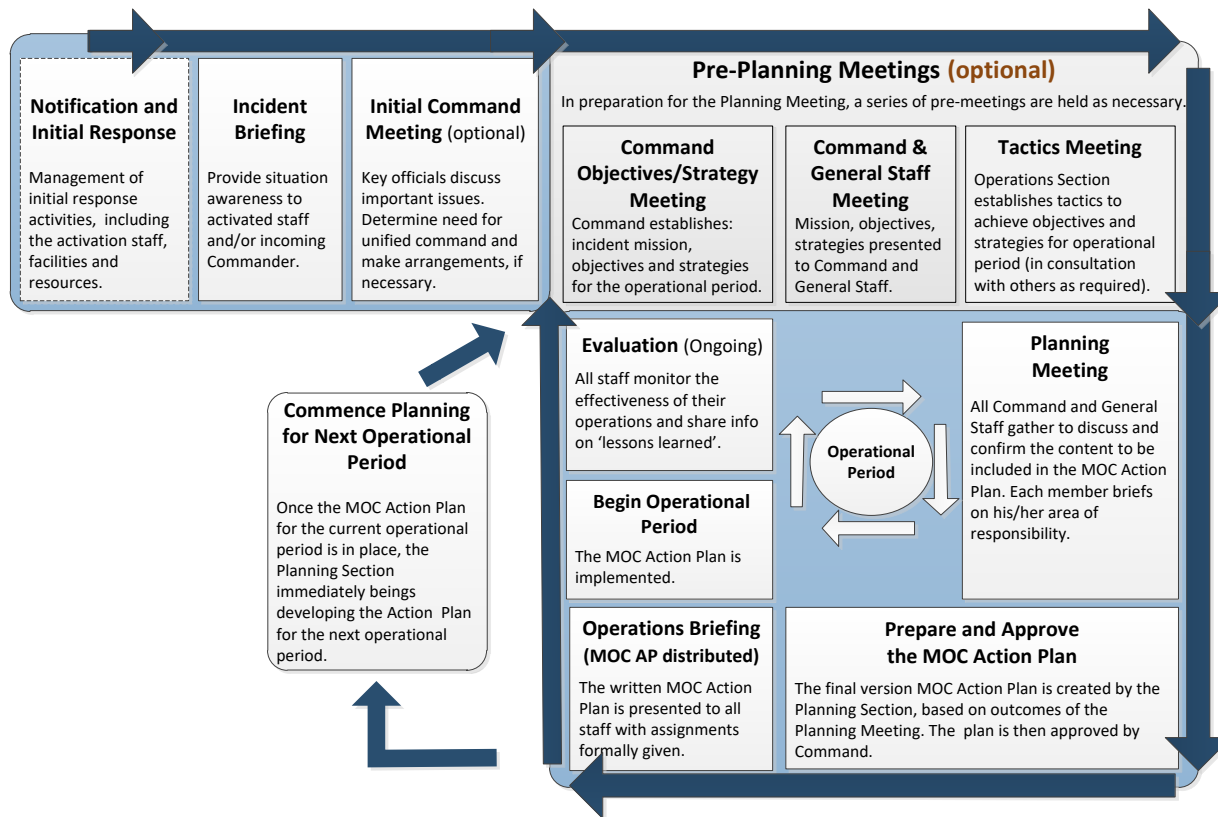 Notification and
Initial Response
Management of
initial response
activities,  including
the activation staff,
facilities and
resources.
Incident
Briefing
Provide situation
awareness to
activated staff
and/or incoming
Commander.
Initial Command
Meeting (optional)
Key officials discuss
important issues.
Determine need for
unified command and
make arrangements, if
necessary.
Pre-Planning Meetings (optional)
In preparation for the Planning Meeting, a series of pre-meetings are held as necessary.
Command
Objectives/Strategy
Meeting
Command establishes:
incident mission,
objectives and strategies
for the operational period.
Command &
General Staff
Meeting
Mission, objectives,
strategies presented
to Command and
General Staff.
Tactics Meeting
Operations Section
establishes tactics to
achieve objectives and
strategies for operational
period (in consultation
with others as required).
Evaluation (Ongoing)
All staff monitor the
effectiveness of their
operations and share info
on ‘lessons learned’.
Operational
Period
Planning
Meeting
All Command and General
Staff gather to discuss and
confirm the content to be
included in the MOC Action
Plan. Each member briefs
on his/her area of
responsibility.
Commence Planning
for Next Operational
Period
Once the MOC Action Plan
for the current operational
period is in place, the
Planning Section
immediately beings
developing the Action  Plan
for the next operational
period.
Begin Operational
Period
The MOC Action Plan is
implemented.
Operations Briefing
(MOC AP distributed)
The written MOC Action
Plan is presented to all
staff with assignments
formally given.
Prepare and Approve
the MOC Action Plan
The final version MOC Action Plan is created by the
Planning Section, based on outcomes of the
Planning Meeting. The  plan is then approved by
Command.